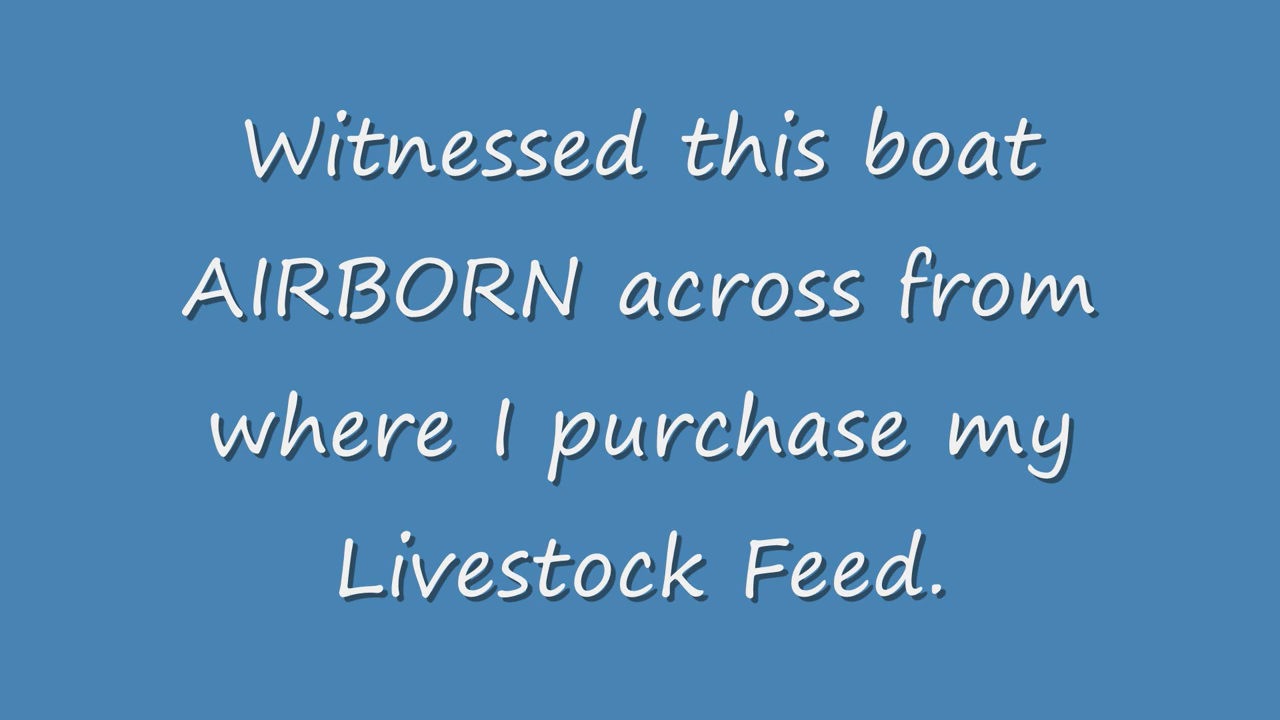 Witnessed this boat
AIRBORN across from
where I purchase my
Livestock Feed.